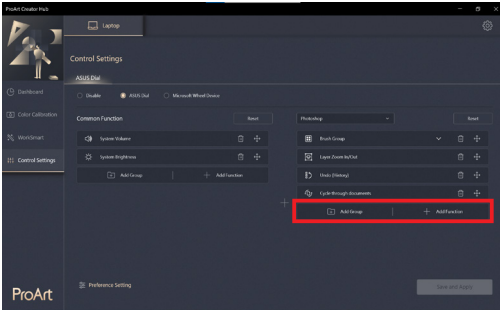 ProArt Creator Hub
Laptop
Control Settings
ASUS Dial
Dashboard
Disable
ASUS Dial
Microsoft Wheel Device
Color Calibration
Common Function
Reset
Photoshop
Reset
WorkSmart
System Volume
Brush Group
Control Settings
System Brightness
Layer Zoom In/Out
Add Group
Add Function
Undo (History)
Cycle through documents
Add Group
Add Function
Preference Setting
Save and Apply
ProArt